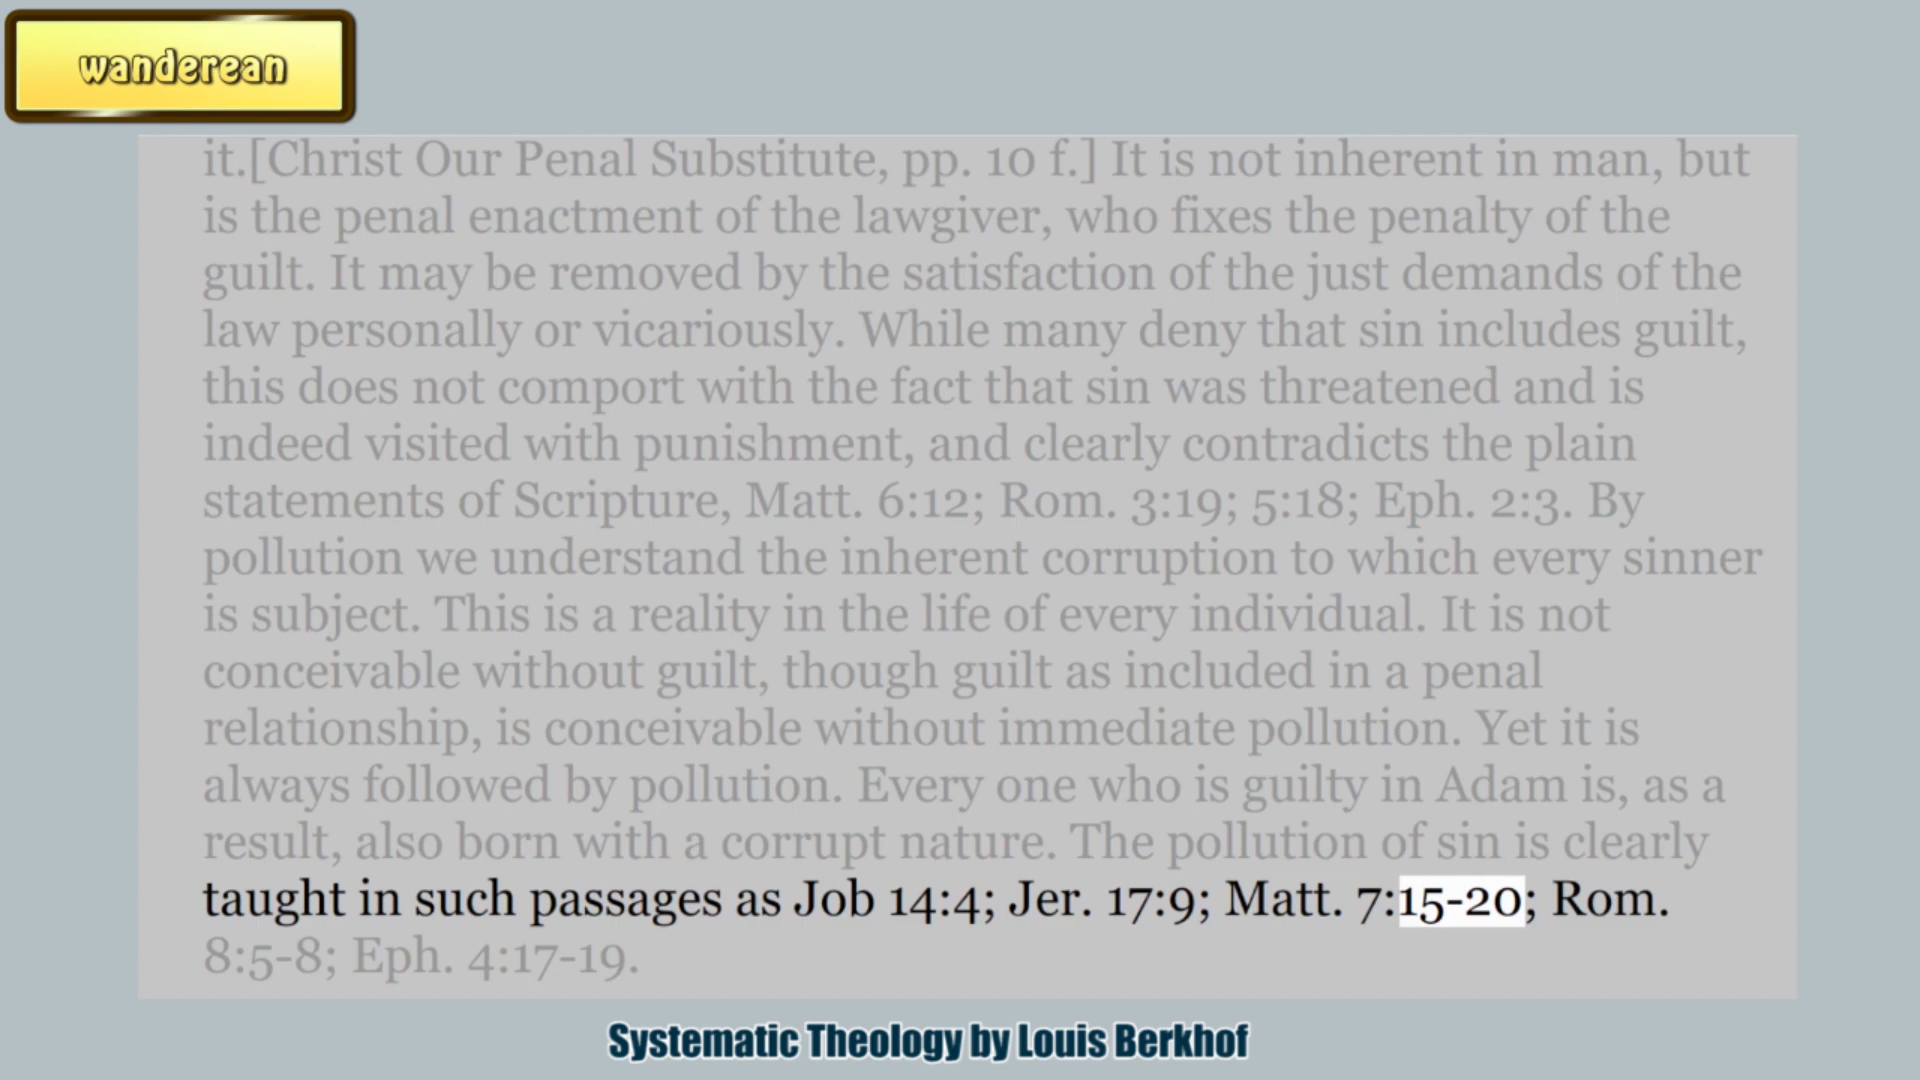 wanderean
it.[Christ Our Penal Substitute, pp. 10 f.] It is not inherent in man, but
is the penal enactment of the lawgiver, who fixes the penalty of the
guilt. It may be removed by the satisfaction of the just demands of the
law personally or vicariously. While many deny that sin includes guilt,
this does not comport with the fact that sin was threatened and is
indeed visited with punishment, and clearly contradicts the plain
statements of Scripture, Matt. 6:12; Rom. 3:19; 5:18; Eph. 2:3. By
pollution we understand the inherent corruption to which every sinner
is subject. This is a reality in the life of every individual. It is not
conceivable without guilt, though guilt as included in a penal
relationship, is conceivable without immediate pollution. Yet it is
always followed by pollution. Every one who is guilty in Adam is, as a
result, also born with a corrupt nature. The pollution of sin is clearly
taught in such passages as Job 14:4; Jer. 17:9; Matt. 7:15-20; Rom.
8:5-8; Eph. 4:17-19.
Systematic Theology by Louis Berkhof